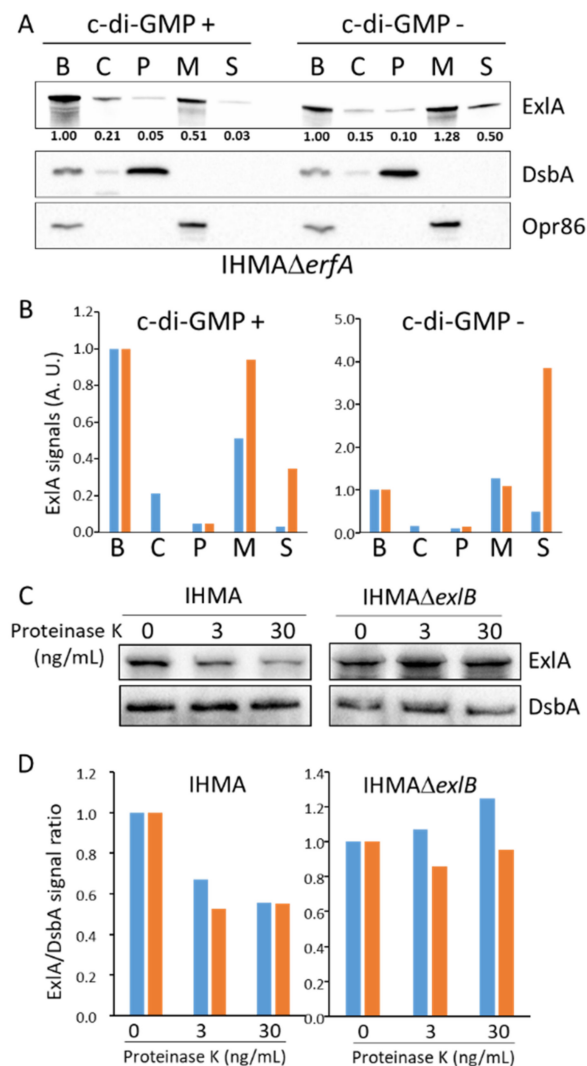 A
c-di-GMP + c-di-GMP -
B C P M S B C P M S
ExlA
1.00 0.21 0.05 0.51 0.03 1.00 0.15 0.10 1.28 0.50
DsbA
Opr86
IHMAΔerfA
B
c-di-GMP + c-di-GMP -
ExlA signals (A. U.)
1.2 5.0
1.0 4.0
0.8 3.0
0.6
0.4 2.0
0.2 1.0
0.0 0.0
B C P M S B C P M S
C
IHMA IHMAΔexlB
Proteinase K 0 3 30 0 3 30
(ng/mL)
ExlA
DsbA
D
IHMA IHMAΔexlB
ExlA/DsbA signal ratio
1.2 1.4
1.0 1.2
0.8 1.0
0.6 0.8
0.4 0.6
0.2 0.4
0.0 0.2
0.0
0 3 30 0 3 30
Proteinase K (ng/mL) Proteinase K (ng/mL)